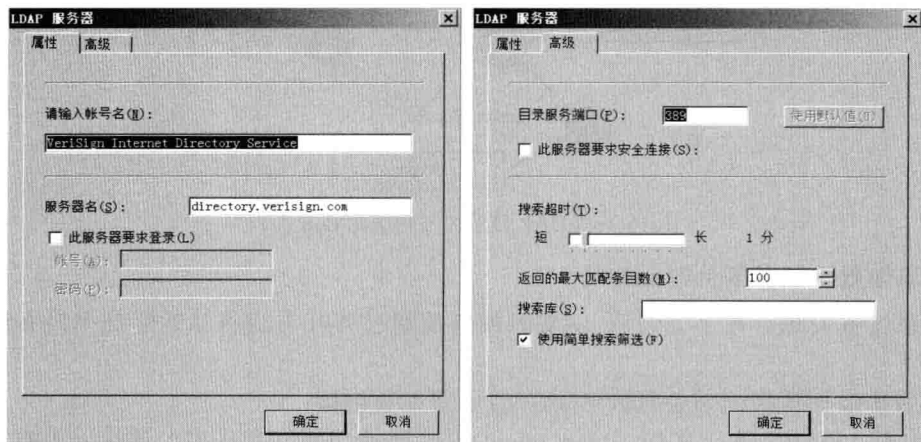 LDAP 服务器
属性 高级
请输入帐号名(N):
VeriSign Internet Directory Service
服务器名(S): directory.verisign.com
此服务器要求登录(L)
帐号(A):
密码(P):
确定 取消
LDAP 服务器
属性 高级
目录服务端口(P): 389 使用默认值(U)
此服务器要求安全连接(S):
搜索超时(T):
短 长 1 分
返回的最大匹配条目数(M): 100
搜索库(S):
使用简单搜索筛选(F)
确定 取消